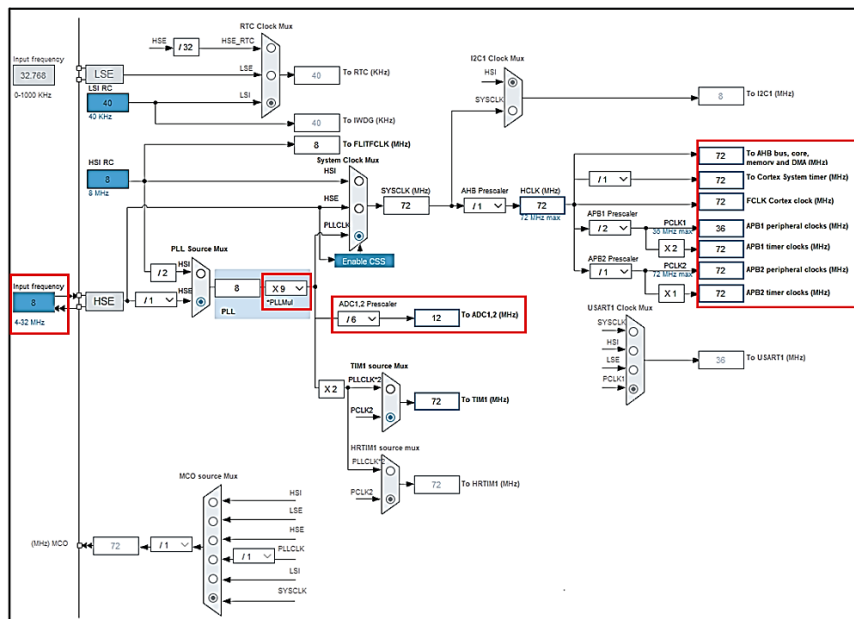 RTC Clock Mux
HSE
/ 32
HSE_RTC
Input frequency
32.768
0-1000 KHz
LSE
LSE
40
To RTC (KHz)
LSI RC
40
40 KHz
LSI
40
To IWDG (KHz)
8
To FLITFCLK (MHz)
HSI RC
8
8 MHz
System Clock Mux
HSI
HSE
PLLCLK
SYSCLK (MHz)
72
AHB Prescaler
/ 1
HCLK (MHz)
72
72 MHz max
Enable CSS
I2C1 Clock Mux
HSI
SYSCLK
8
To I2C1 (MHz)
72
To AHB bus, core,
memory and DMA (MHz)
/ 1
72
To Cortex System timer (MHz)
72
FCLK Cortex clock (MHz)
APB1 Prescaler
/ 2
PCLK1
36 MHz max
36
APB1 peripheral clocks (MHz)
X 2
72
APB1 timer clocks (MHz)
APB2 Prescaler
/ 1
PCLK2
72 MHz max
72
APB2 peripheral clocks (MHz)
X 1
72
APB2 timer clocks (MHz)
PLL Source Mux
/ 2
HSI
Input frequency
8
4-32 MHz
HSE
/ 1
HSE
8
X 9
*PLLMul
PLL
ADC1,2 Prescaler
/ 6
12
To ADC1,2 (MHz)
USART1 Clock Mux
SYSCLK
HSI
LSE
PCLK1
36
To USART1 (MHz)
X 2
TIM1 source Mux
PLLCLK*2
PCLK2
72
To TIM1 (MHz)
HRTIM1 source mux
PLLCLK*2
PCLK2
72
To HRTIM1 (MHz)
MCO source Mux
HSI
LSE
HSE
/ 1
PLLCLK
LSI
SYSCLK
(MHz) MCO
72
/ 1